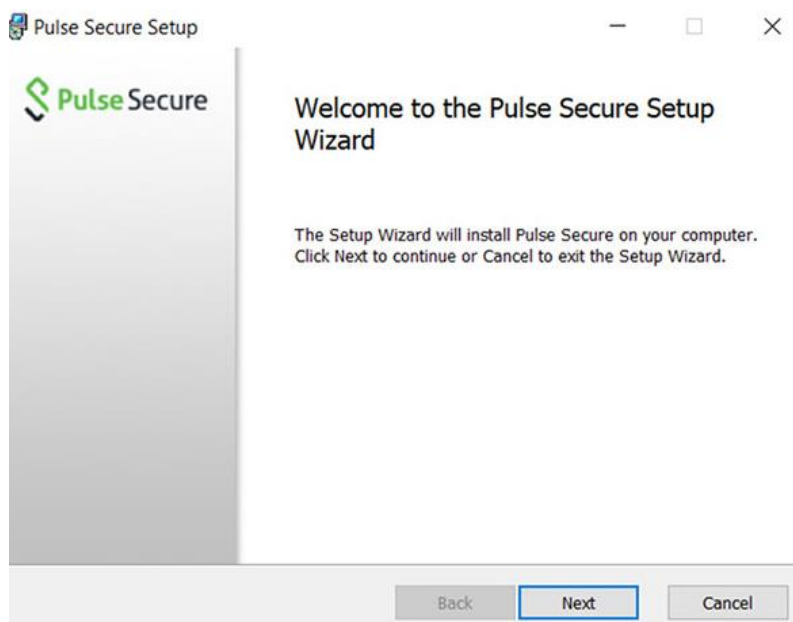 Pulse Secure Setup
Pulse Secure
Welcome to the Pulse Secure Setup
Wizard
The Setup Wizard will install Pulse Secure on your computer.
Click Next to continue or Cancel to exit the Setup Wizard.
Back
Next
Cancel